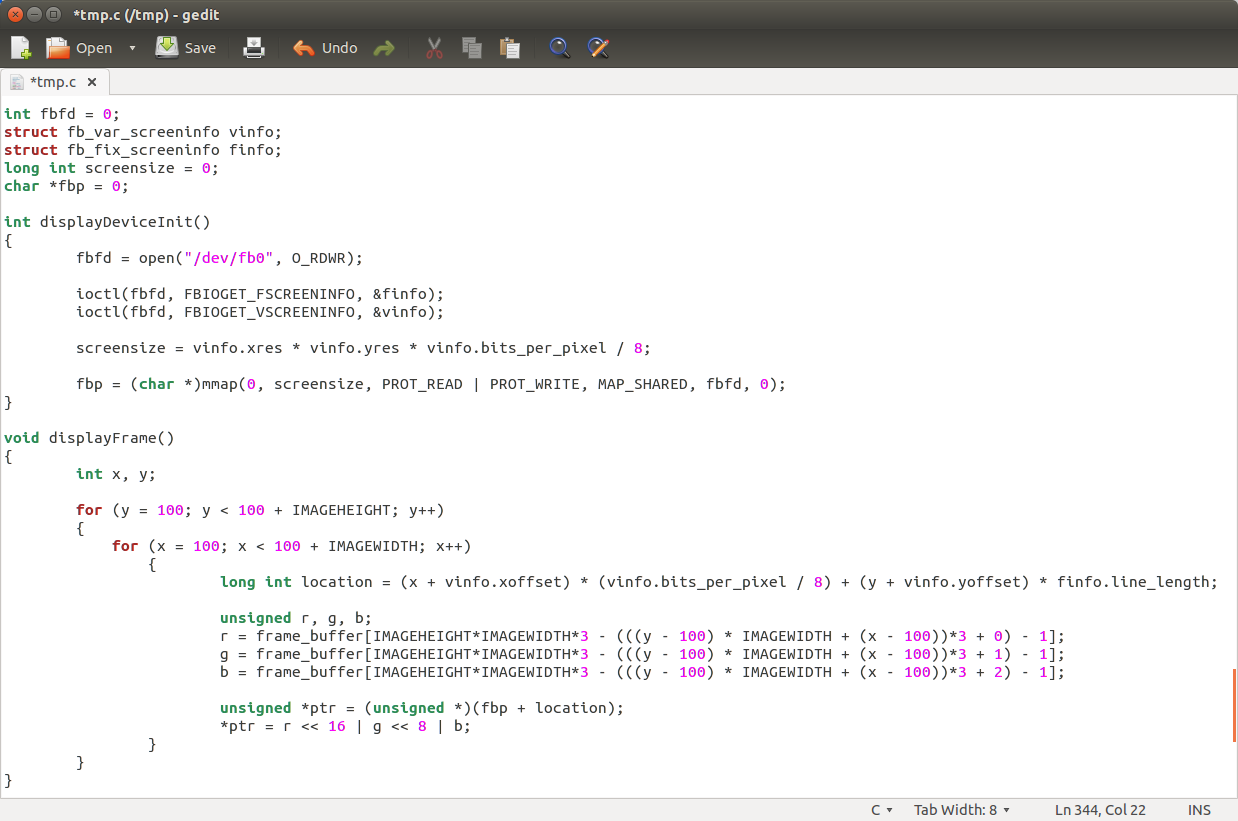 *tmp.c (/tmp) - gedit
Open Save Undo
*tmp.c
int fbfd = 0;
struct fb_var_screeninfo vinfo;
struct fb_fix_screeninfo finfo;
long int screensize = 0;
char *fbp = 0;
int displayDeviceInit()
{
fbfd = open("/dev/fb0", O_RDWR);
ioctl(fbfd, FBIOGET_FSCREENINFO, &finfo);
ioctl(fbfd, FBIOGET_VSCREENINFO, &vinfo);
screensize = vinfo.xres * vinfo.yres * vinfo.bits_per_pixel / 8;
fbp = (char *)mmap(0, screensize, PROT_READ | PROT_WRITE, MAP_SHARED, fbfd, 0);
}
void displayFrame()
{
int x, y;
for (y = 100; y < 100 + IMAGEHEIGHT; y++)
{
for (x = 100; x < 100 + IMAGEWIDTH; x++)
{
long int location = (x + vinfo.xoffset) * (vinfo.bits_per_pixel / 8) + (y + vinfo.yoffset) * finfo.line_length;
unsigned r, g, b;
r = frame_buffer[IMAGEHEIGHT*IMAGEWIDTH*3 - (((y - 100) * IMAGEWIDTH + (x - 100))*3 + 0) - 1];
g = frame_buffer[IMAGEHEIGHT*IMAGEWIDTH*3 - (((y - 100) * IMAGEWIDTH + (x - 100))*3 + 1) - 1];
b = frame_buffer[IMAGEHEIGHT*IMAGEWIDTH*3 - (((y - 100) * IMAGEWIDTH + (x - 100))*3 + 2) - 1];
unsigned *ptr = (unsigned *)(fbp + location);
*ptr = r << 16 | g << 8 | b;
}
}
}
C Tab Width: 8 Ln 344, Col 22 INS